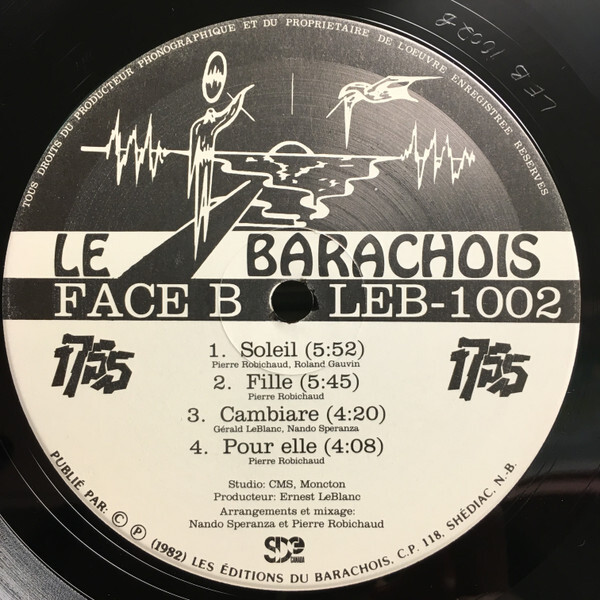 TOUS DROITS DU PRODUCTEUR PHONOGRAPHIQUE ET DU PROPRIETAIRE DE L'OEUVRE ENREGISTREE RESERVES
LEB 1002 B
LE BARACHOIS
FACE B LEB-1002
1755 1755
1. Soleil (5:52)
Pierre Robichaud, Roland Gauvin
2. Fille (5:45)
Pierre Robichaud
3. Cambiare (4:20)
Gérald LeBlanc, Nando Speranza
4. Pour elle (4:08)
Pierre Robichaud
Studio: CMS, Moncton
Producteur: Ernest LeBlanc
Arrangements et mixage:
Nando Speranza et Pierre Robichaud
CANADA
PUBLIÉ PAR: © ℗ (1982) LES ÉDITIONS DU BARACHOIS, C.P. 118, SHÉDIAC, N.B.